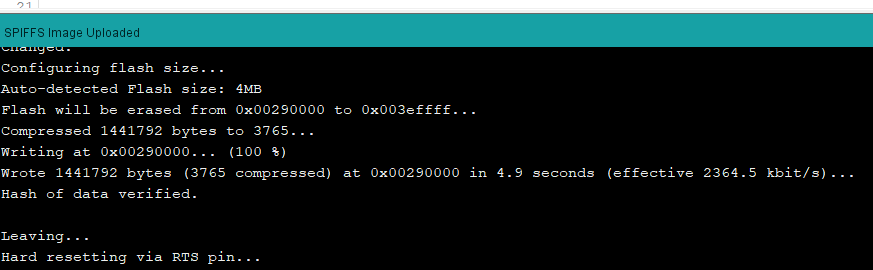 21
SPIFFS Image Uploaded
Changed.
Configuring flash size...
Auto-detected Flash size: 4MB
Flash will be erased from 0x00290000 to 0x003effff...
Compressed 1441792 bytes to 3765...
Writing at 0x00290000... (100 %)
Wrote 1441792 bytes (3765 compressed) at 0x00290000 in 4.9 seconds (effective 2364.5 kbit/s)...
Hash of data verified.
Leaving...
Hard resetting via RTS pin...